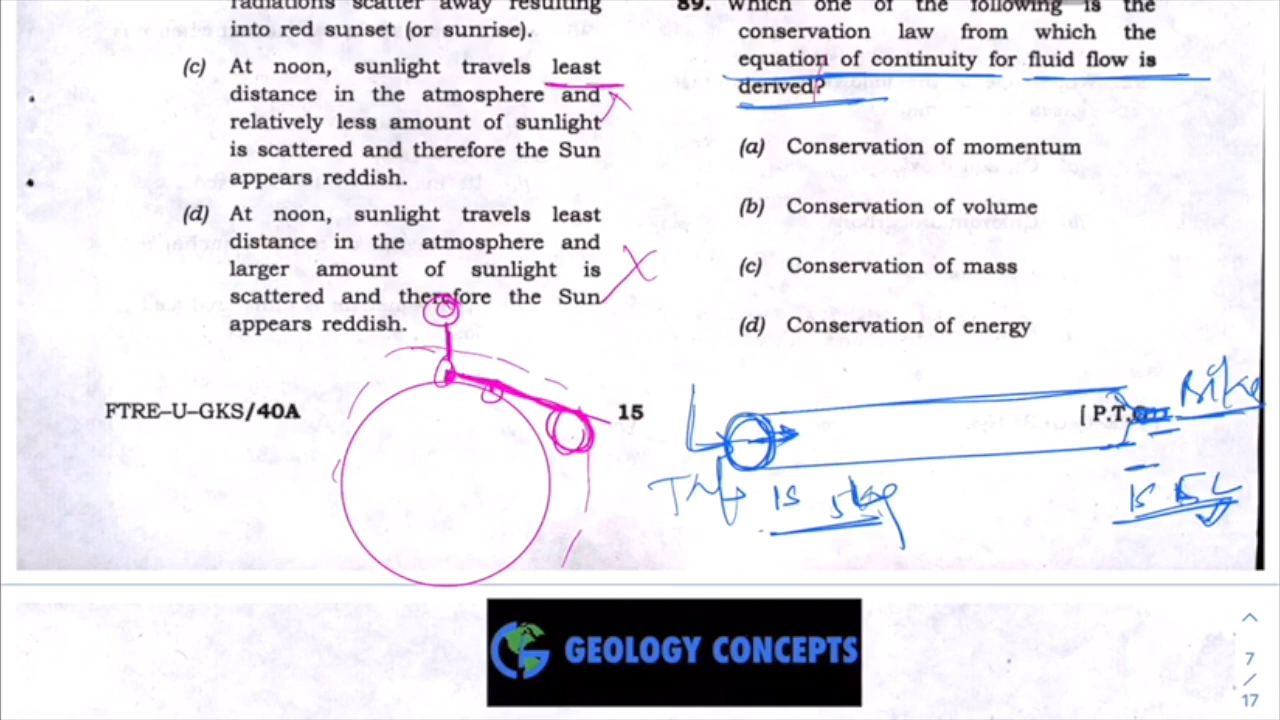 radiations scatter away resulting
into red sunset (or sunrise).
(c) At noon, sunlight travels least
distance in the atmosphere and
relatively less amount of sunlight
is scattered and therefore the Sun
appears reddish.
(d) At noon, sunlight travels least
distance in the atmosphere and
larger amount of sunlight is
scattered and therefore the Sun
appears reddish.
FTRE–U–GKS/40A
15
89. Which one of the following is the
conservation law from which the
equation of continuity for fluid flow is
derived?
(a) Conservation of momentum
(b) Conservation of volume
(c) Conservation of mass
(d) Conservation of energy
[ P.T.
Bike
is 5kg
GEOLOGY CONCEPTS
7
/
17